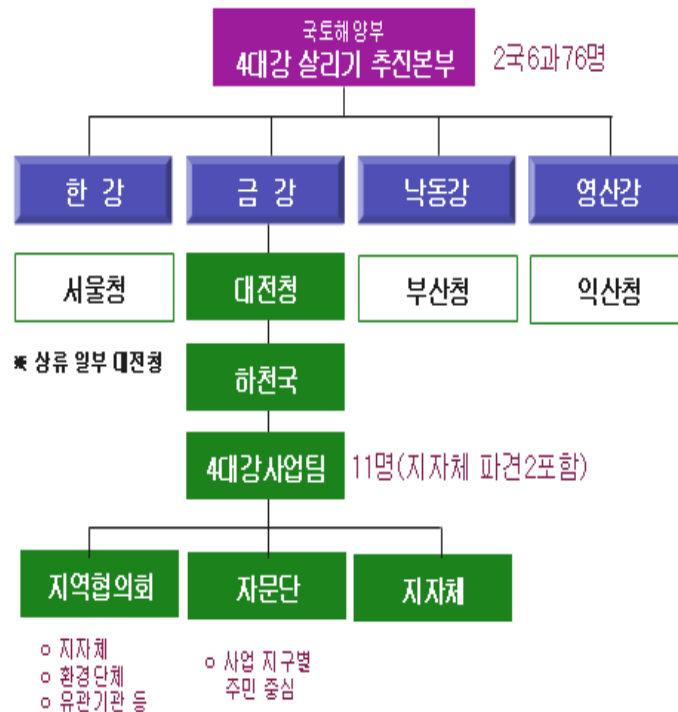 국토해양부
4대강 살리기 추진본부
2국6과76명
한 강
금 강
낙동강
영산강
서울청
대전청
부산청
익산청
※ 상류 일부 대전청
하천국
4대강사업팀
11명(지자체 파견2포함)
지역협의회
자문단
지자체
o 지자체
o 환경단체
o 유관기관 등
o 사업 지구별
주민 중심